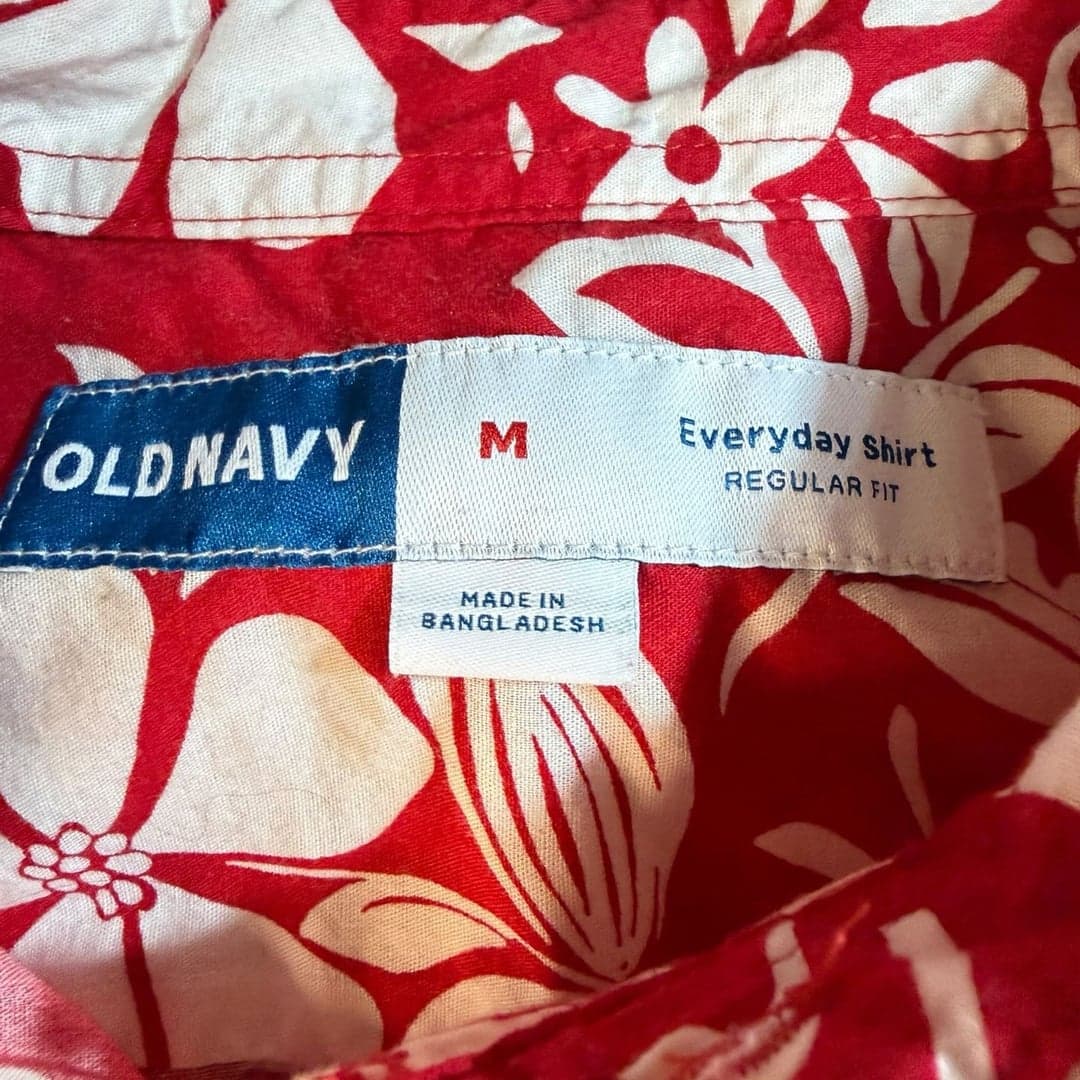 OLD NAVY
M
Everyday Shirt
REGULAR FIT
MADE IN
BANGLADESH